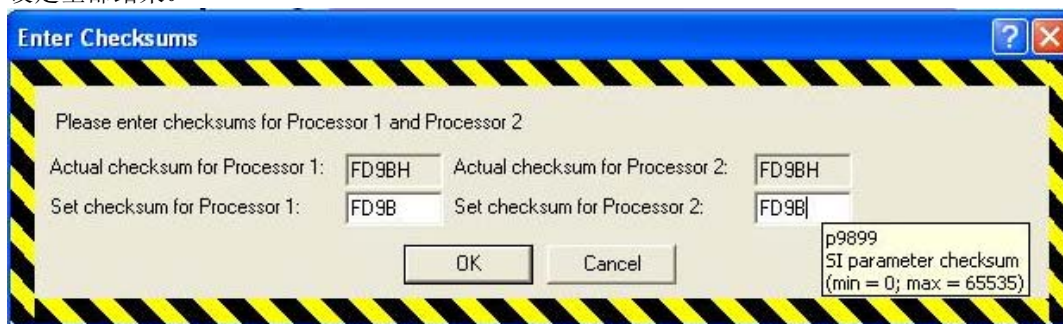 Enter Checksums
Please enter checksums for Processor 1 and Processor 2
Actual checksum for Processor 1: FD9BH Actual checksum for Processor 2: FD9BH
Set checksum for Processor 1: FD9B Set checksum for Processor 2: FD9B
p9899
OK Cancel
SI parameter checksum
(min = 0; max = 65535)